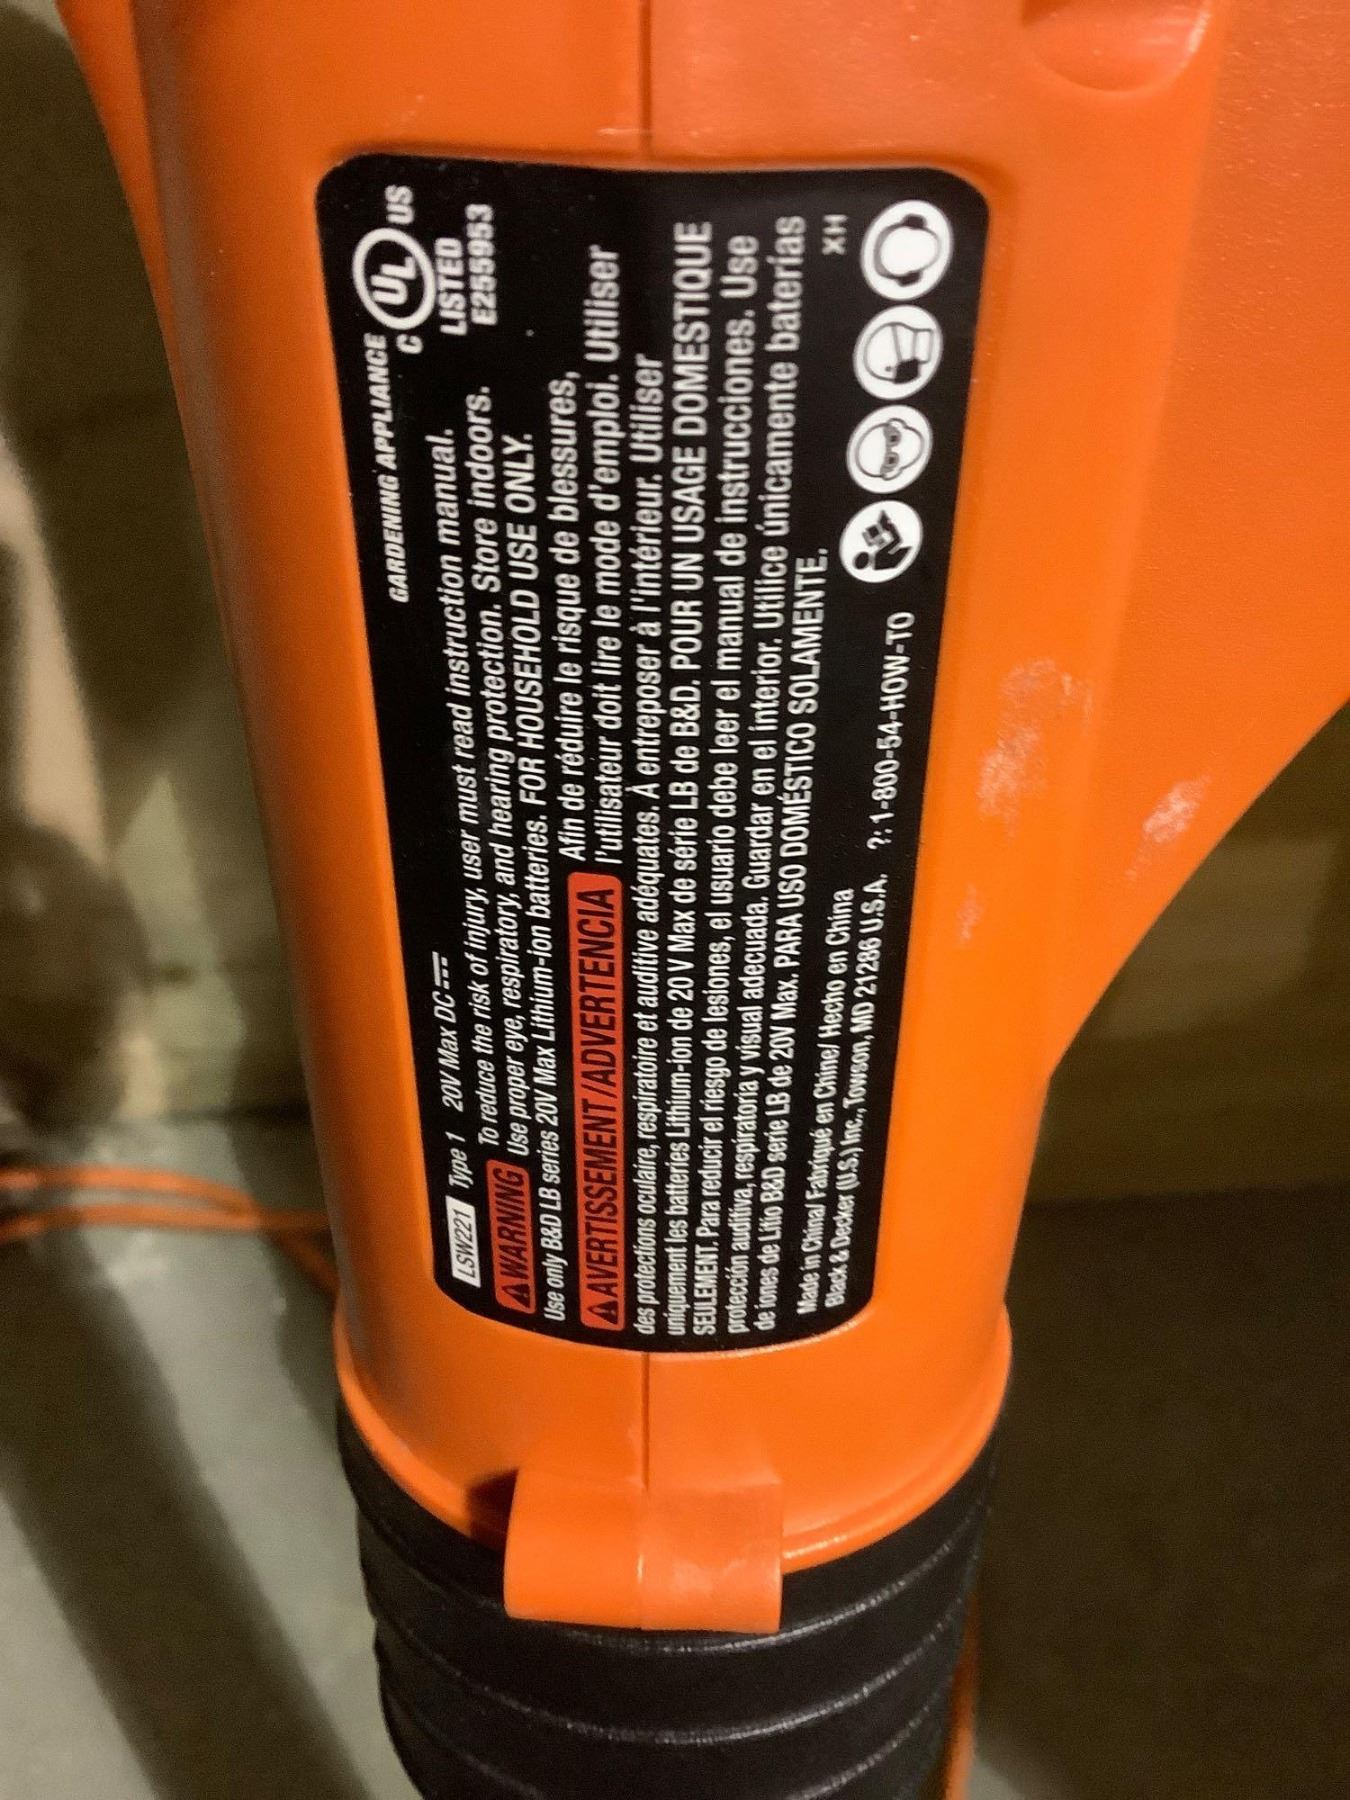 GARDENING APPLIANCE
C UL US
LISTED
E255953
LSW221 Type 1 20V Max DC
WARNING To reduce the risk of injury, user must read instruction manual.
Use proper eye, respiratory, and hearing protection. Store indoors.
Use only B&D LB series 20V Max Lithium-ion batteries. FOR HOUSEHOLD USE ONLY.
AVERTISSEMENT/ADVERTENCIA Afin de réduire le risque de blessures,
l'utilisateur doit lire le mode d'emploi. Utiliser
des protections oculaire, respiratoire et auditive adéquates. À entreposer à l'intérieur. Utiliser
uniquement les batteries Lithium-ion de 20 V Max de série LB de B&D. POUR UN USAGE DOMESTIQUE
SEULEMENT. Para reducir el riesgo de lesiones, el usuario debe leer el manual de instrucciones. Use
protección auditiva, respiratoria y visual adecuada. Guardar en el interior. Utilice únicamente baterías
de iones de Litio B&D serie LB de 20V Max. PARA USO DOMÉSTICO SOLAMENTE.
XH
Made in China/ Fabriqué en Chine/ Hecho en China
Black & Decker (U.S.) Inc., Towson, MD 21286 U.S.A. ?: 1-800-54-HOW-TO